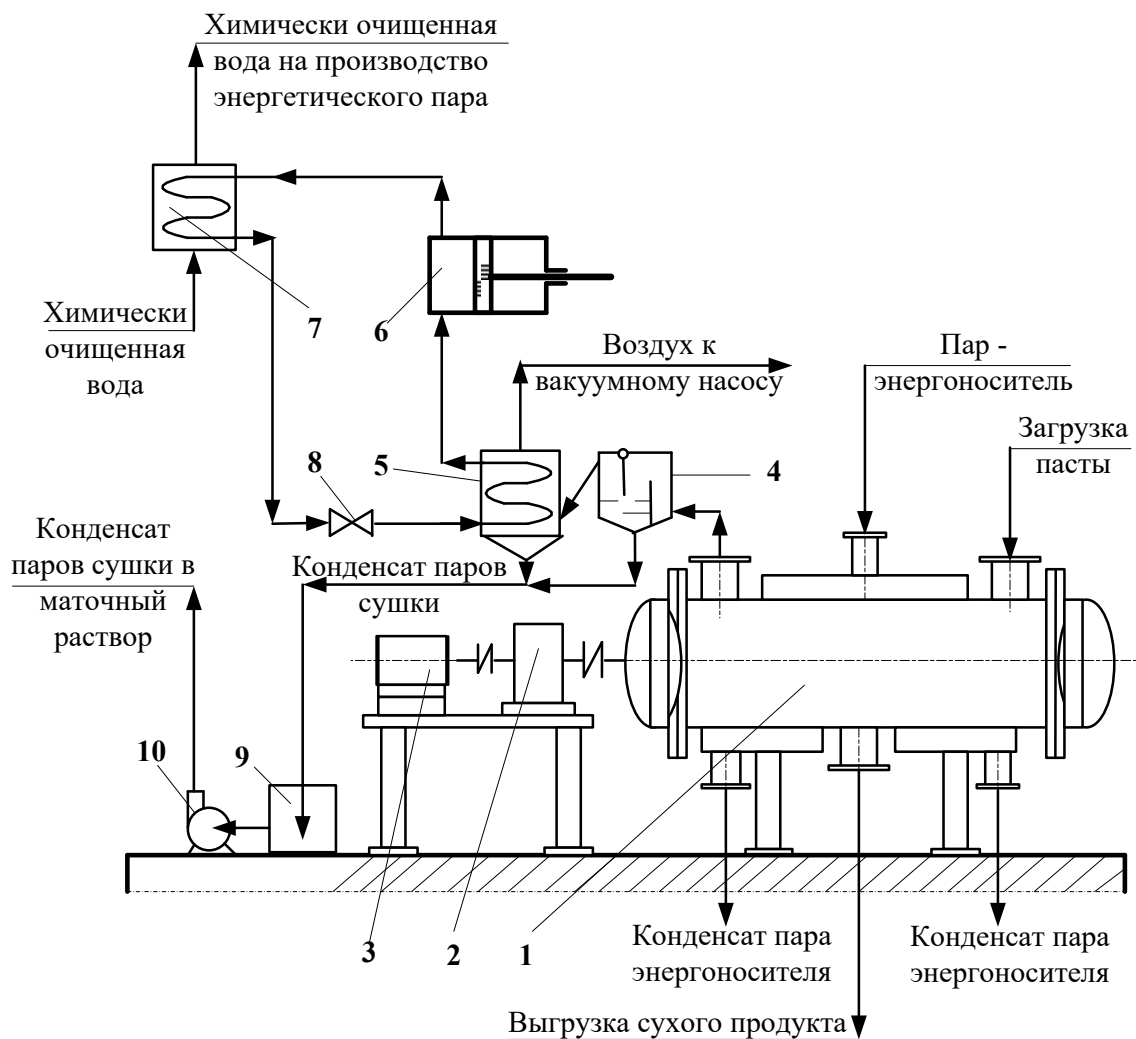 Химически очищенная
вода на производство
энергетического пара
7
6
Химически
очищенная
вода
Воздух к
вакуумному насосу
Пар -
энергоноситель
Загрузка
пасты
8
5
4
Конденсат
паров сушки в
маточный
раствор
Конденсат паров
сушки
10
9
3
2
1
Конденсат пара
энергоносителя
Конденсат пара
энергоносителя
Выгрузка сухого продукта